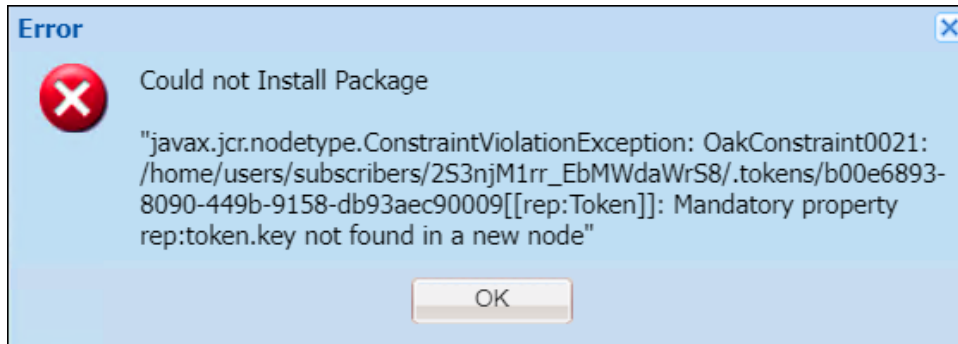 Error
Could not Install Package
"javax.jcr.nodetype.ConstraintViolationException: OakConstraint0021:
/home/users/subscribers/2S3njM1rr_EbMWdaWrS8/.tokens/b00e6893-
8090-449b-9158-db93aec90009[[rep:Token]]: Mandatory property
rep:token.key not found in a new node"
OK